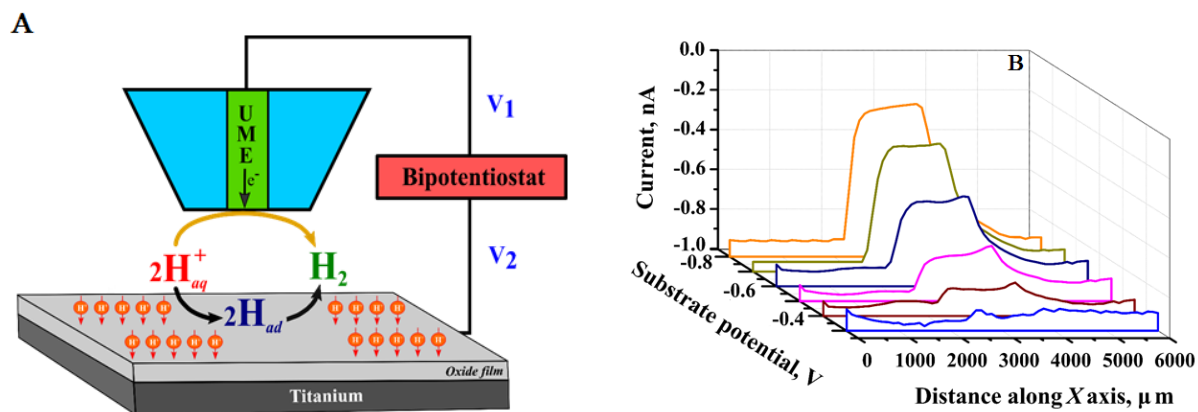 A
U
M
E
e⁻
V₁
Bipotentiostat
V₂
2H⁺aq
H₂
2Had
H H H H H H H H H
H H H H H H H H H H
Oxide film
Titanium
B
Current, nA
0.0
-0.2
-0.4
-0.6
-0.8
-1.0
-0.8
-0.6
-0.4
Substrate potential, V
0 1000 2000 3000 4000 5000 6000
Distance along X axis, µm